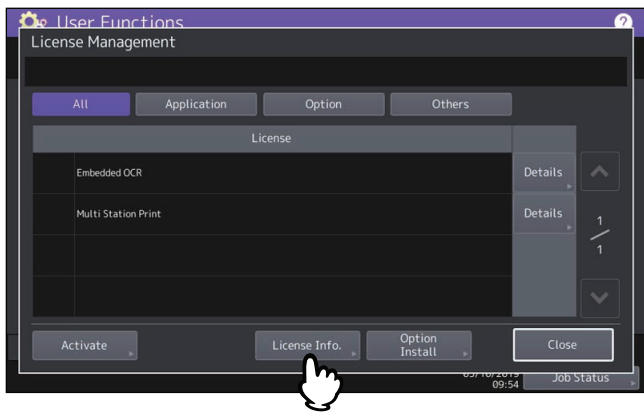 User Functions
?
License Management
All Application Option Others
License
Embedded OCR Details
Multi Station Print Details
1
1
Activate License Info. Option Install Close
09:54 Job Status